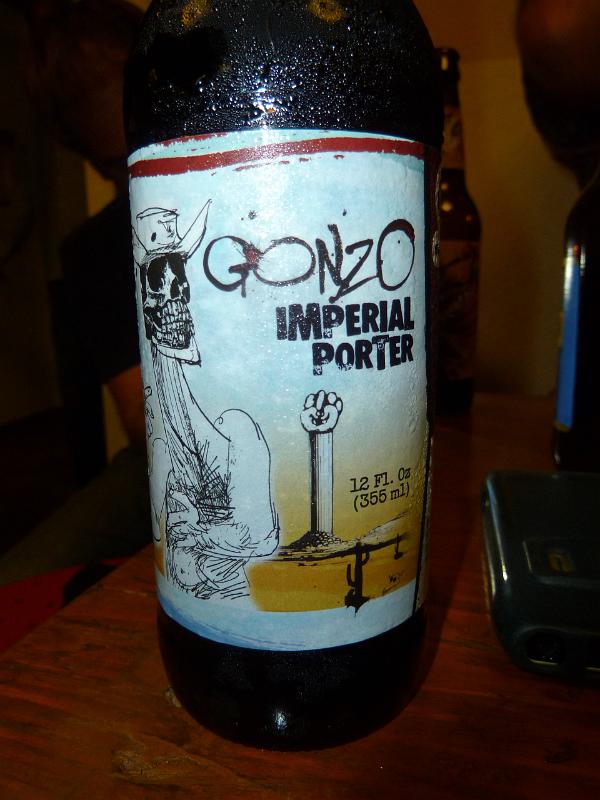 GONZO
IMPERIAL
PORTER
12 Fl. Oz
(355 ml)